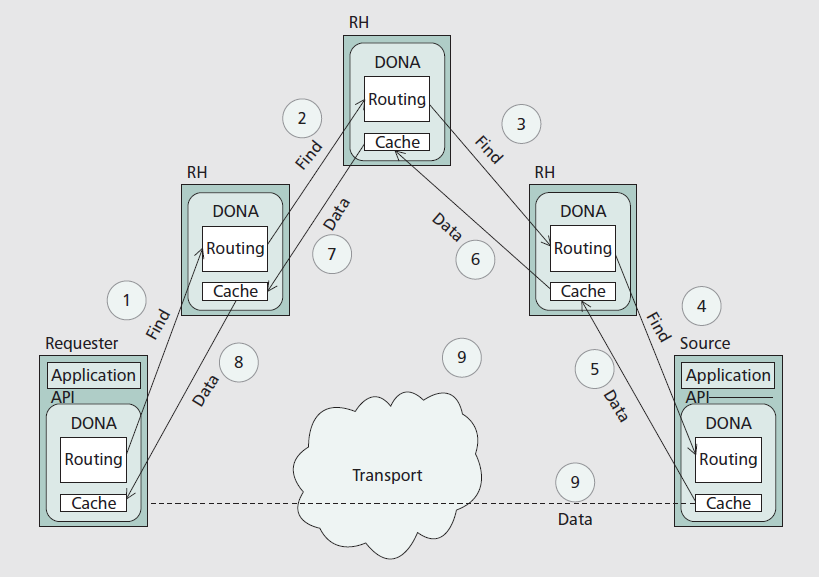 RH
DONA
Routing
Cache
2
Find
3
Find
RH
DONA
Routing
Cache
RH
DONA
Routing
Cache
Data
7
Data
6
1
Find
4
Find
Requester
Application
API
DONA
Routing
Cache
8
Data
9
5
Data
Source
Application
API
DONA
Routing
Cache
Transport
9
Data